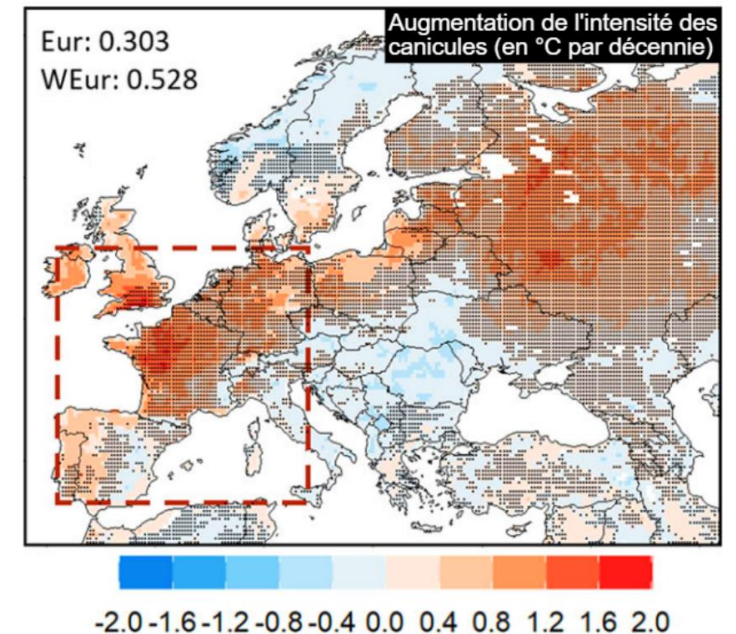 Augmentation de l'intensité des
canicules (en °C par décennie)
Eur: 0.303
WEur: 0.528
-2.0 -1.6 -1.2 -0.8 -0.4 0.0 0.4 0.8 1.2 1.6 2.0